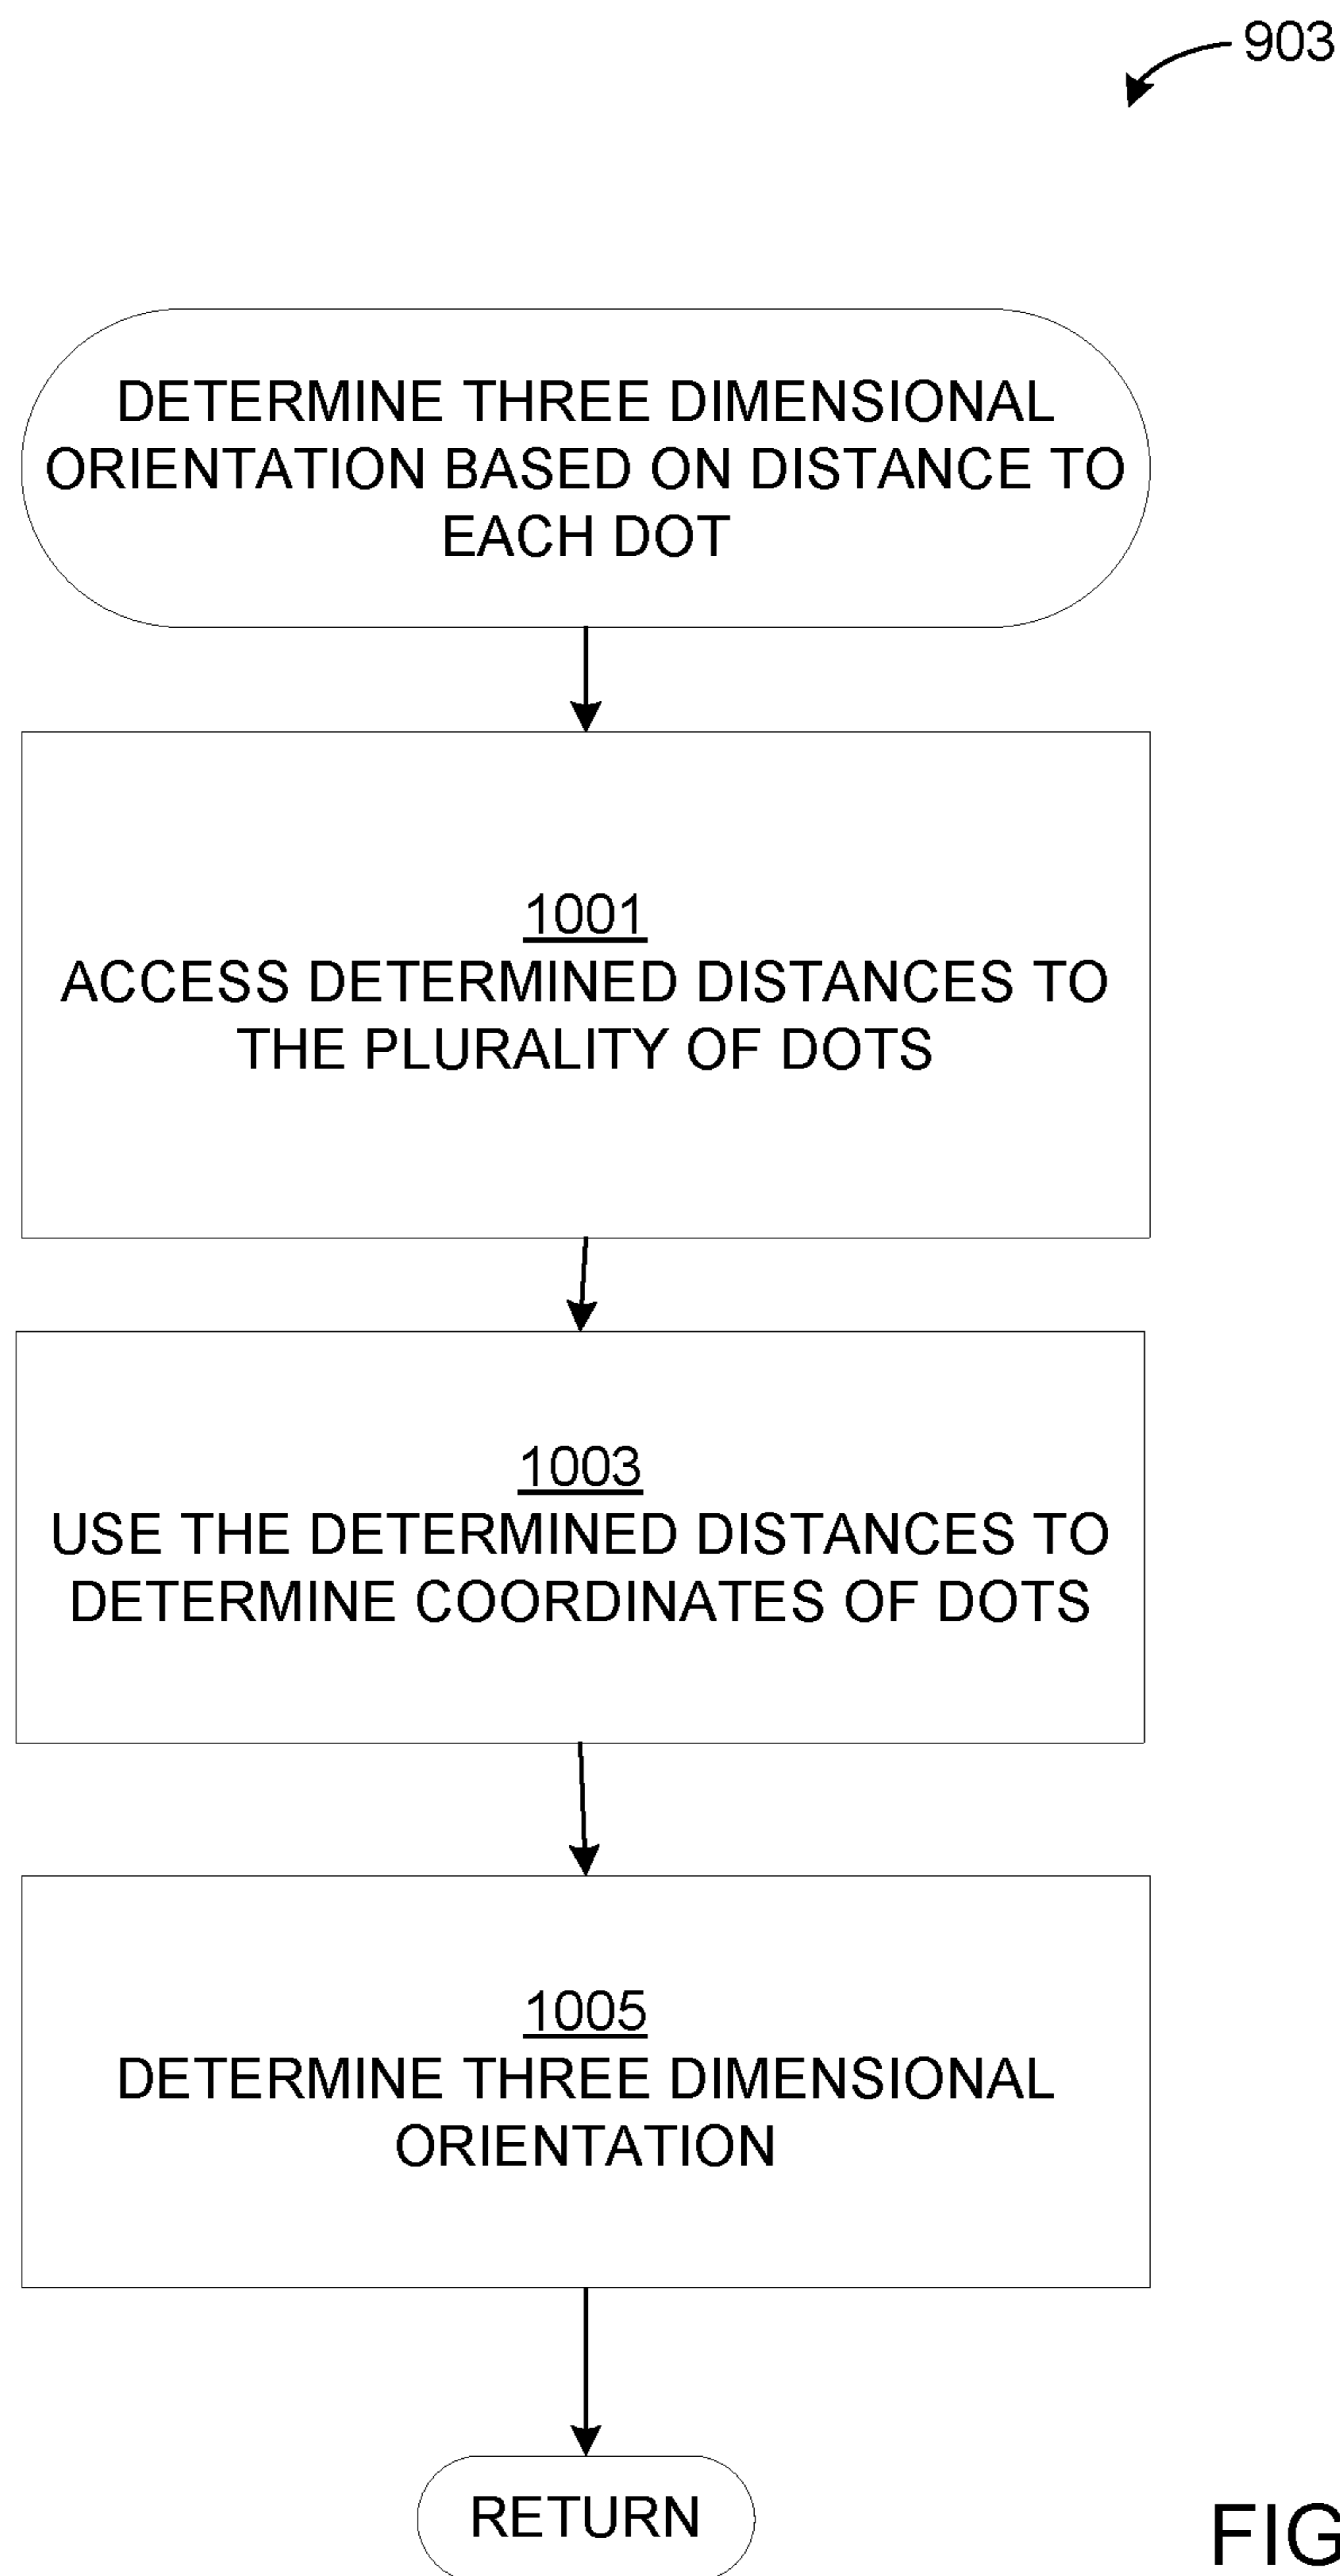 903
DETERMINE THREE DIMENSIONAL
ORIENTATION BASED ON DISTANCE TO
EACH DOT
1001
ACCESS DETERMINED DISTANCES TO
THE PLURALITY OF DOTS
1003
USE THE DETERMINED DISTANCES TO
DETERMINE COORDINATES OF DOTS
1005
DETERMINE THREE DIMENSIONAL
ORIENTATION
RETURN
FIG